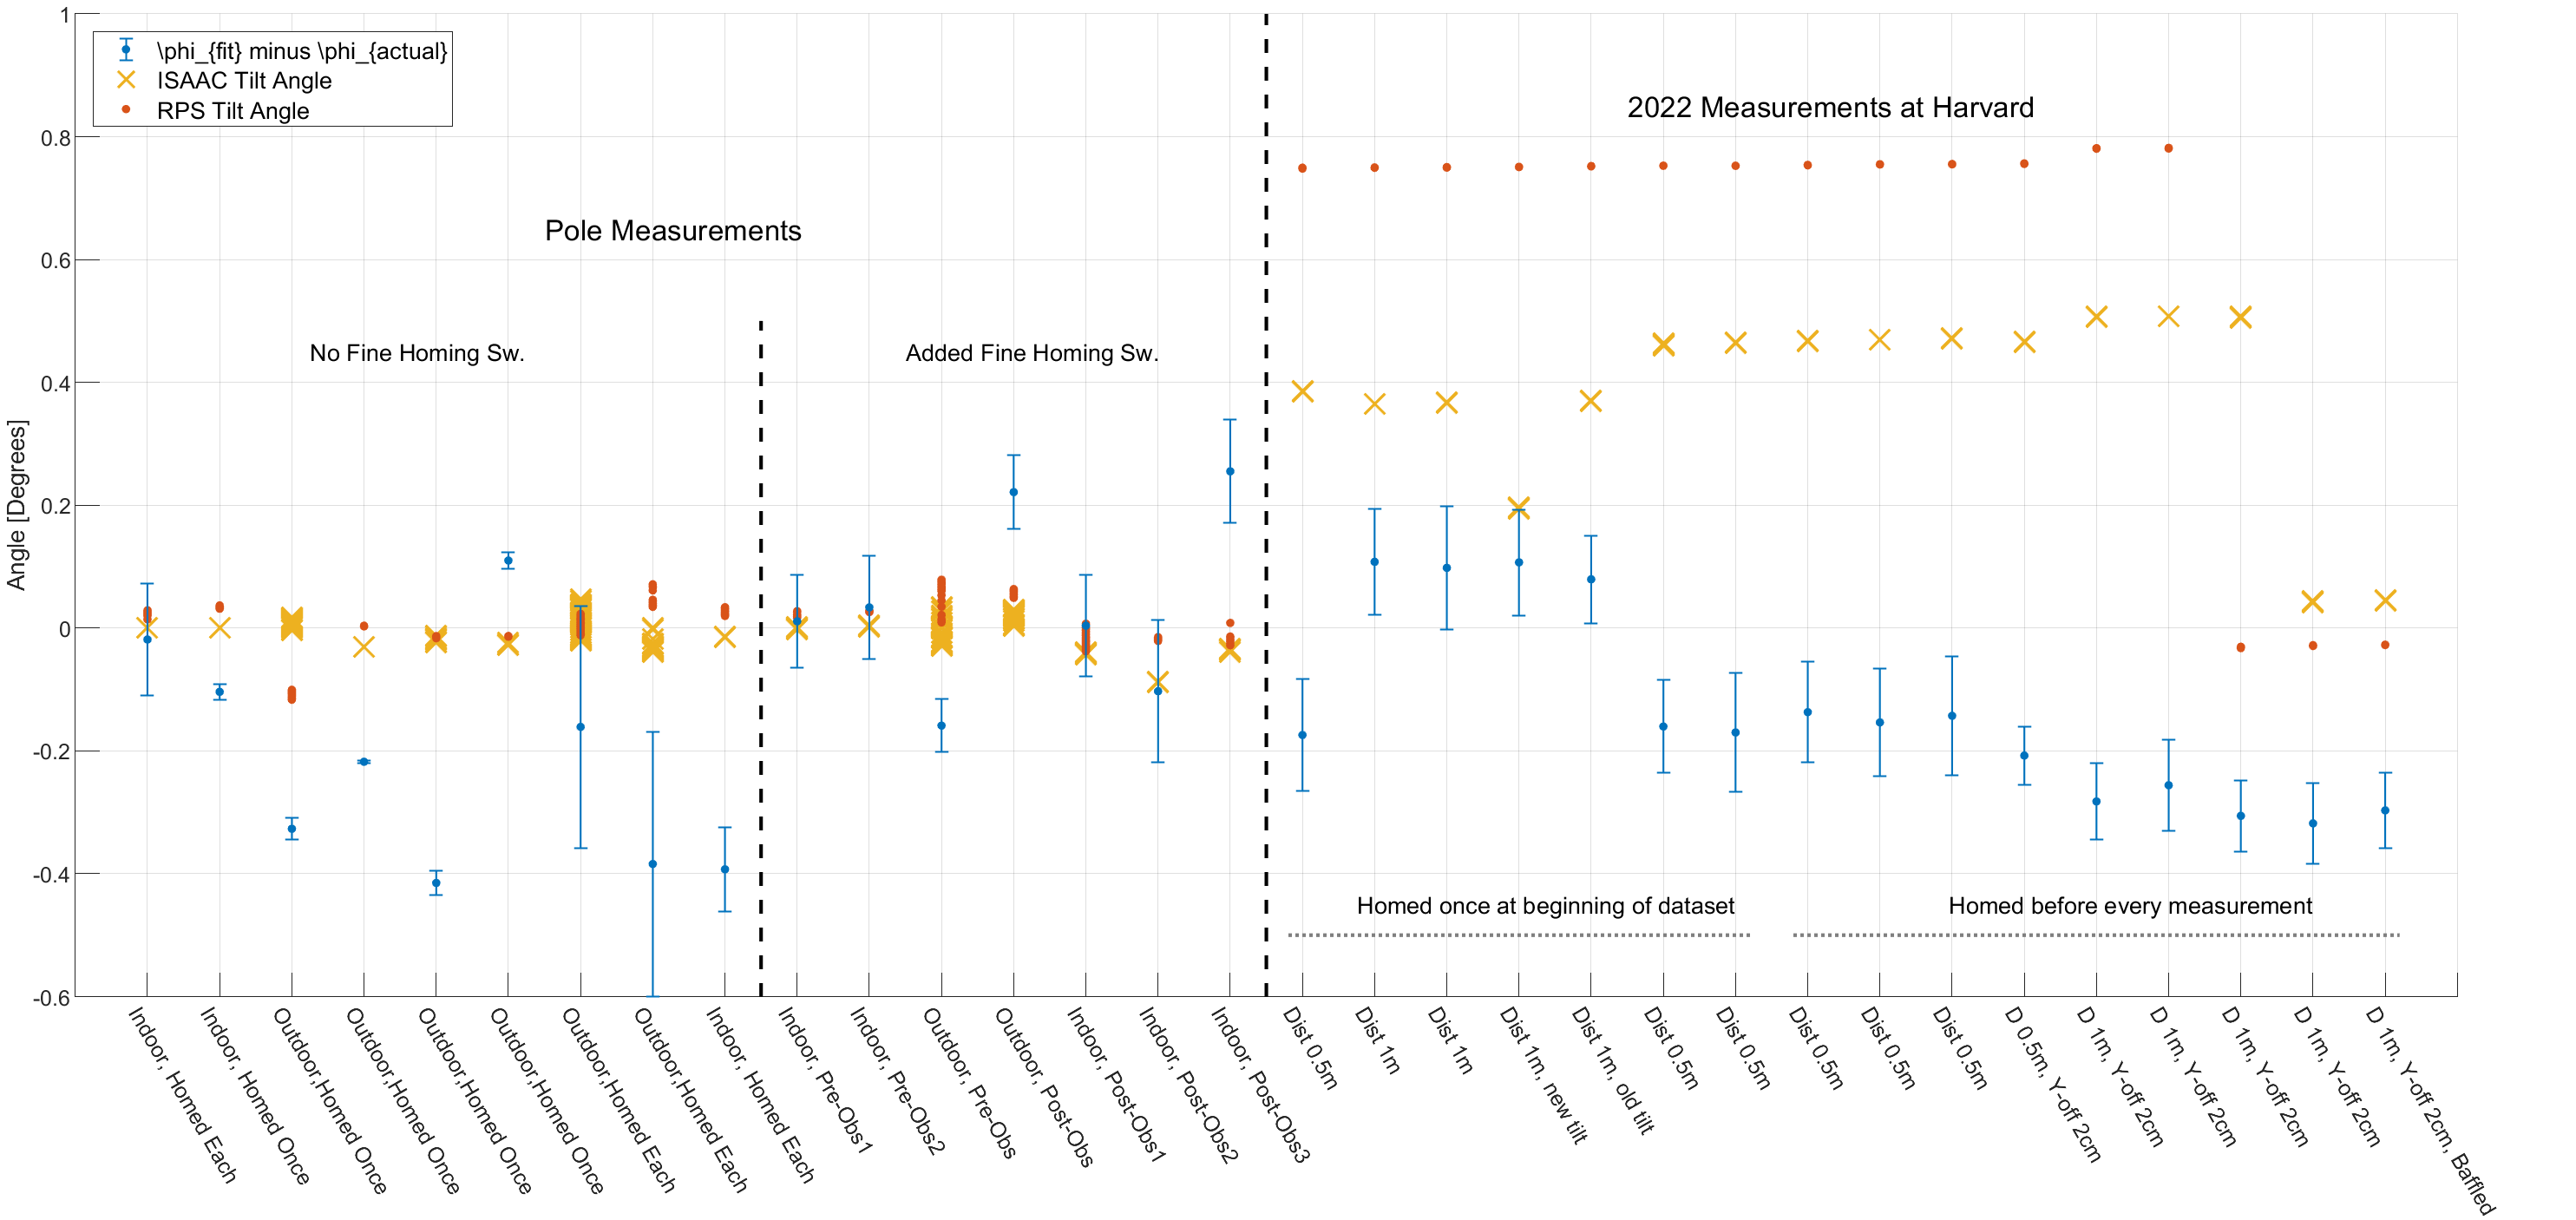 \phi_{fit} minus \phi_{actual}
ISAAC Tilt Angle
RPS Tilt Angle
2022 Measurements at Harvard
Pole Measurements
No Fine Homing Sw.
Added Fine Homing Sw.
Homed once at beginning of dataset
Homed before every measurement
Angle [Degrees]
1
0.8
0.6
0.4
0.2
0
-0.2
-0.4
-0.6
Indoor, Homed Each
Indoor, Homed Once
Outdoor,Homed Once
Outdoor,Homed Once
Outdoor,Homed Once
Outdoor,Homed Once
Outdoor,Homed Each
Outdoor,Homed Each
Indoor, Homed Each
Indoor, Pre-Obs1
Indoor, Pre-Obs2
Outdoor, Pre-Obs
Outdoor, Post-Obs
Indoor, Post-Obs1
Indoor, Post-Obs2
Indoor, Post-Obs3
Dist 0.5m
Dist 1m
Dist 1m
Dist 1m, new tilt
Dist 1m, old tilt
Dist 0.5m
Dist 0.5m
Dist 0.5m
Dist 0.5m
Dist 0.5m
D 0.5m, Y-off 2cm
D 1m, Y-off 2cm
D 1m, Y-off 2cm
D 1m, Y-off 2cm
D 1m, Y-off 2cm
D 1m, Y-off 2cm, Baffled